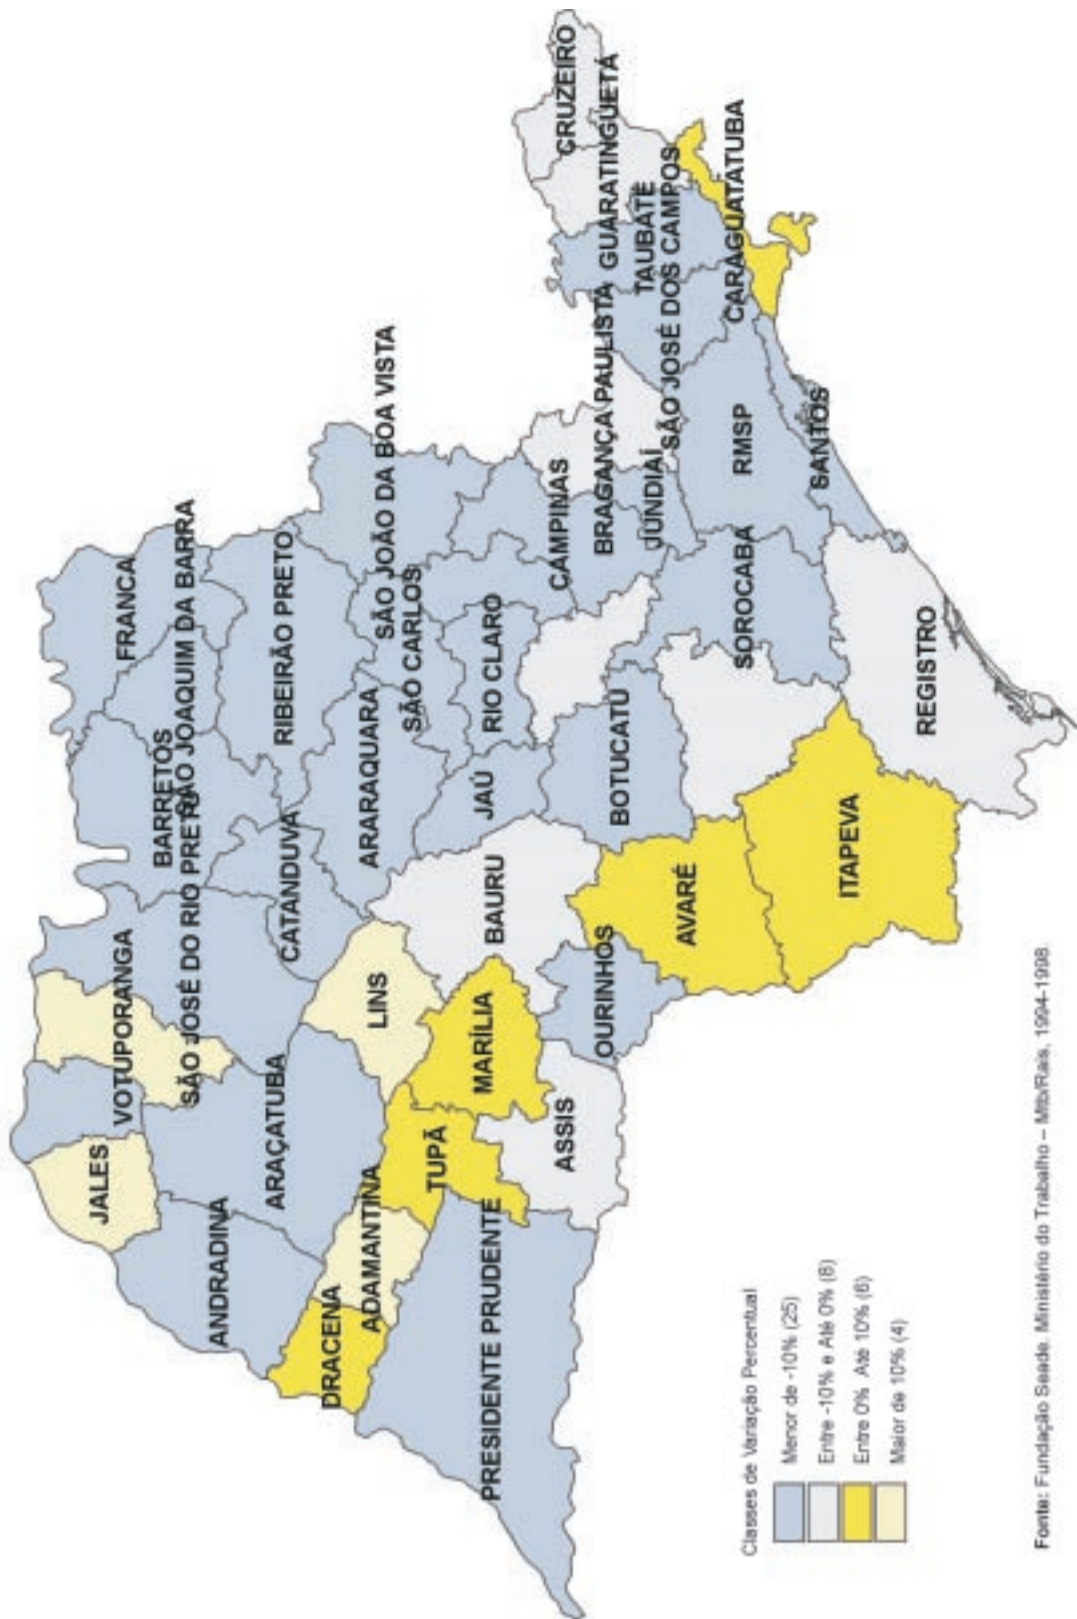 FRANCA
BARRETOS
SÃO JOAQUIM DA BARRA
JALES
VOTUPORANGA
SÃO JOSÉ DO RIO PRETO
RIBEIRÃO PRETO
ANDRADINA
ARAÇATUBA
CATANDUVA
SÃO JOÃO DA BOA VISTA
ARARAQUARA
SÃO CARLOS
DRACENA
ADAMANTINA
LINS
JAÚ
RIO CLARO
TUPÃ
MARÍLIA
BAURU
CAMPINAS
CRUZEIRO
PRESIDENTE PRUDENTE
ASSIS
OURINHOS
BOTUCATU
BRAGANÇA PAULISTA
GUARATINGUETÁ
JUNDIAÍ
TAUBATÉ
SÃO JOSÉ DOS CAMPOS
AVARÉ
SOROCABA
RMSP
CARAGUATATUBA
SANTOS
ITAPEVA
REGISTRO
Classes de Variação Percentual
Menor de -10% (25)
Entre -10% e Até 0% (8)
Entre 0% Até 10% (6)
Maior de 10% (4)
Fonte: Fundação Seade. Ministério do Trabalho – Mtb/Rais, 1994-1998